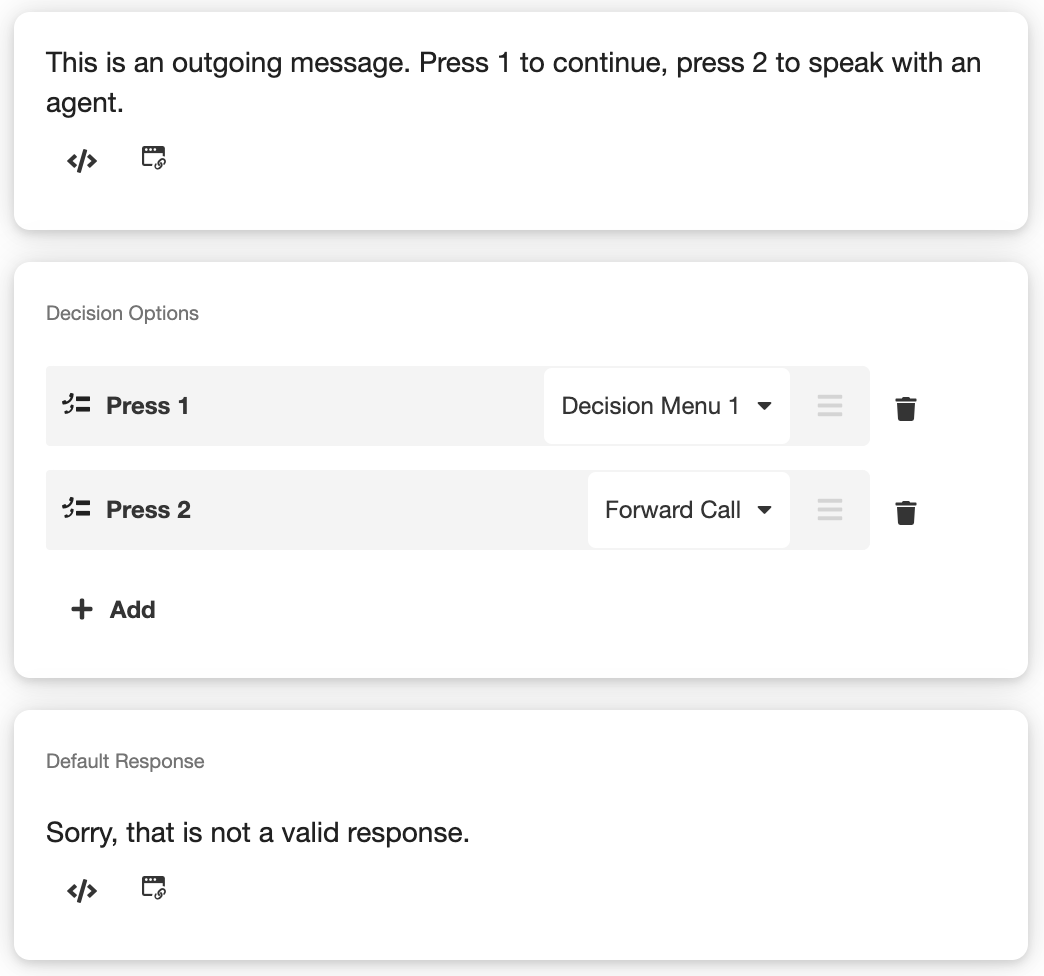 This is an outgoing message. Press 1 to continue, press 2 to speak with an
agent.
Decision Options
Press 1
Decision Menu 1
Press 2
Forward Call
Add
Default Response
Sorry, that is not a valid response.